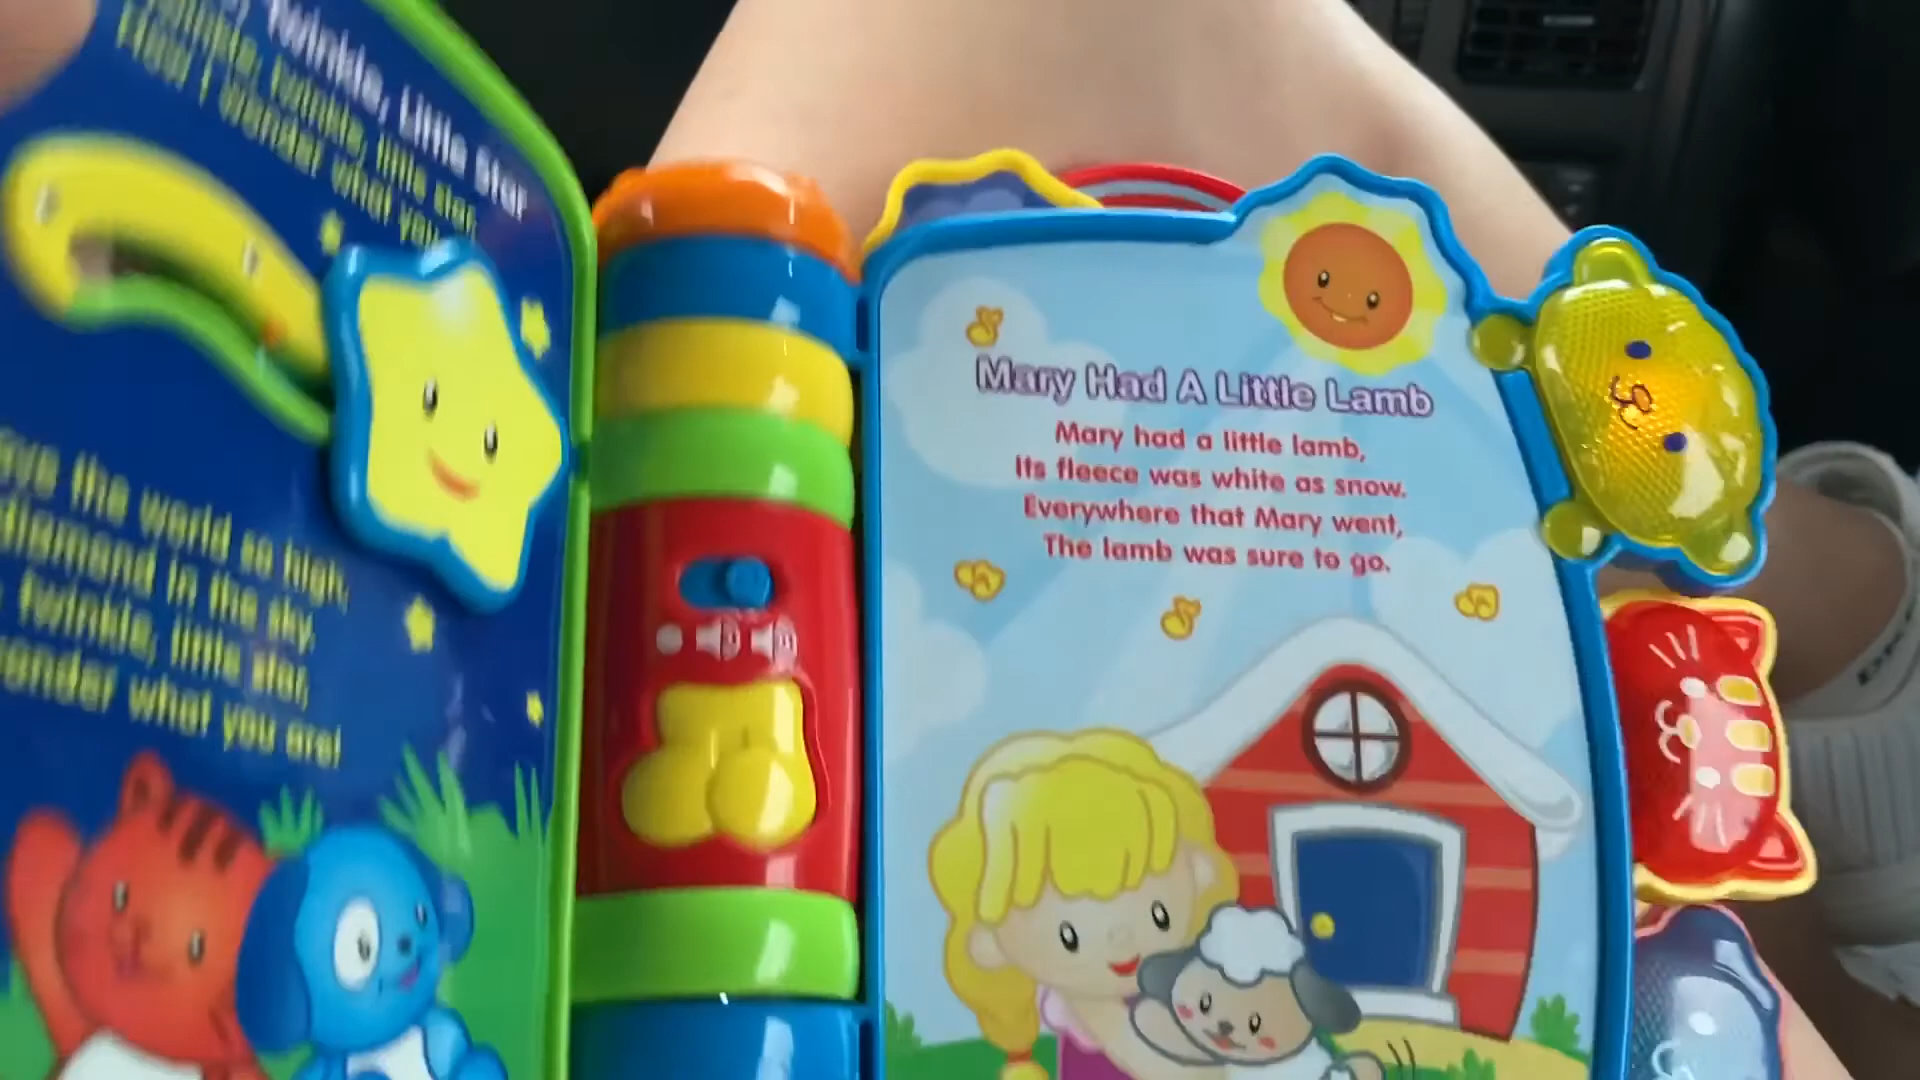 Twinkle, Little Star
twinkle, little star,
How I wonder what you
the world so high,
diamond in the sky.
twinkle, little star,
wonder what you are!
Mary Had A Little Lamb
Mary had a little lamb,
Its fleece was white as snow.
Everywhere that Mary went,
The lamb was sure to go.